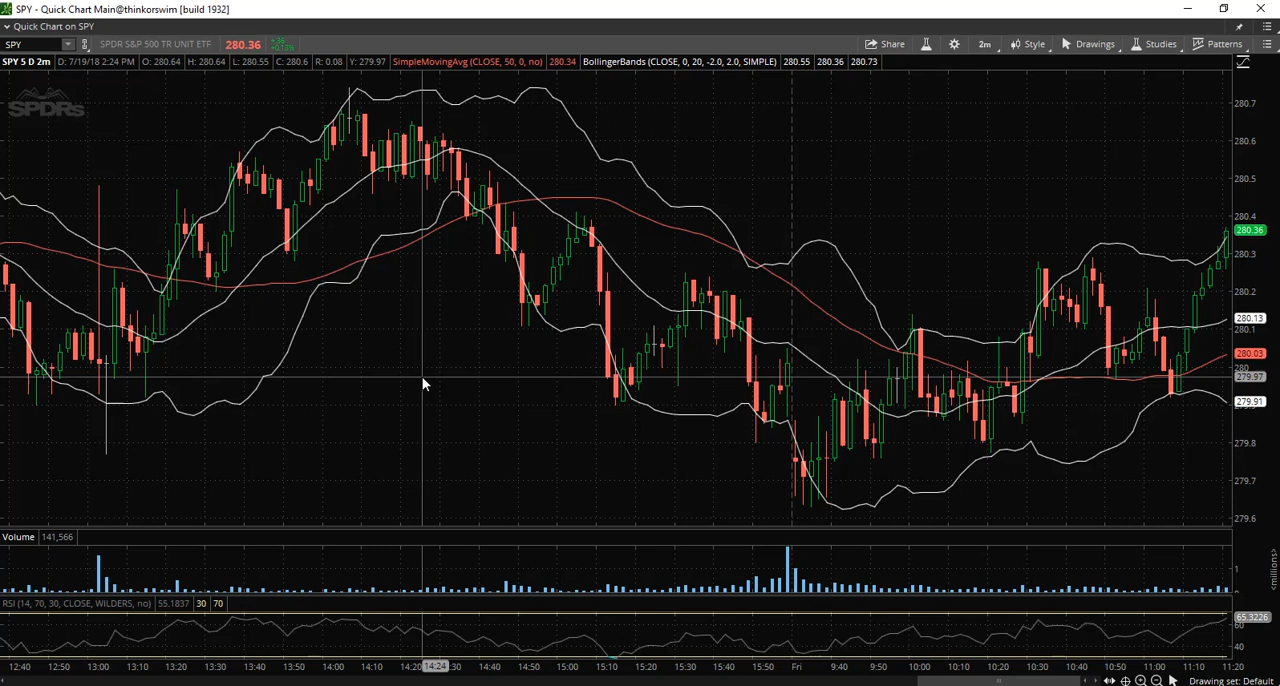 SPY - Quick Chart Main@thinkorswim [build 1932]
Quick Chart on SPY
SPY SPDR S&P 500 TR UNIT ETF 280.36 +.36 +0.13% Share 2m Style Drawings Studies Patterns
SPY 5 D 2m D: 7/19/18 2:24 PM O: 280.64 H: 280.64 L: 280.55 C: 280.6 R: 0.08 Y: 279.97 SimpleMovingAvg (CLOSE, 50, 0, no) 280.34 BollingerBands (CLOSE, 0, 20, -2.0, 2.0, SIMPLE) 280.55 280.36 280.73
SPDRs
280.7
280.6
280.5
280.4
280.36
280.3
280.2
280.13
280.1
280.03
280
279.97
279.91
279.8
279.7
279.6
Volume 141,566
1
0
<millions>
RSI (14, 70, 30, CLOSE, WILDERS, no) 55.1837 30 70
65.3226
60
40
12:40 12:50 13:00 13:10 13:20 13:30 13:40 13:50 14:00 14:10 14:20 14:24 :30 14:40 14:50 15:00 15:10 15:20 15:30 15:40 15:50 Fri 9:40 9:50 10:00 10:10 10:20 10:30 10:40 10:50 11:00 11:10 11:20
Drawing set: Default